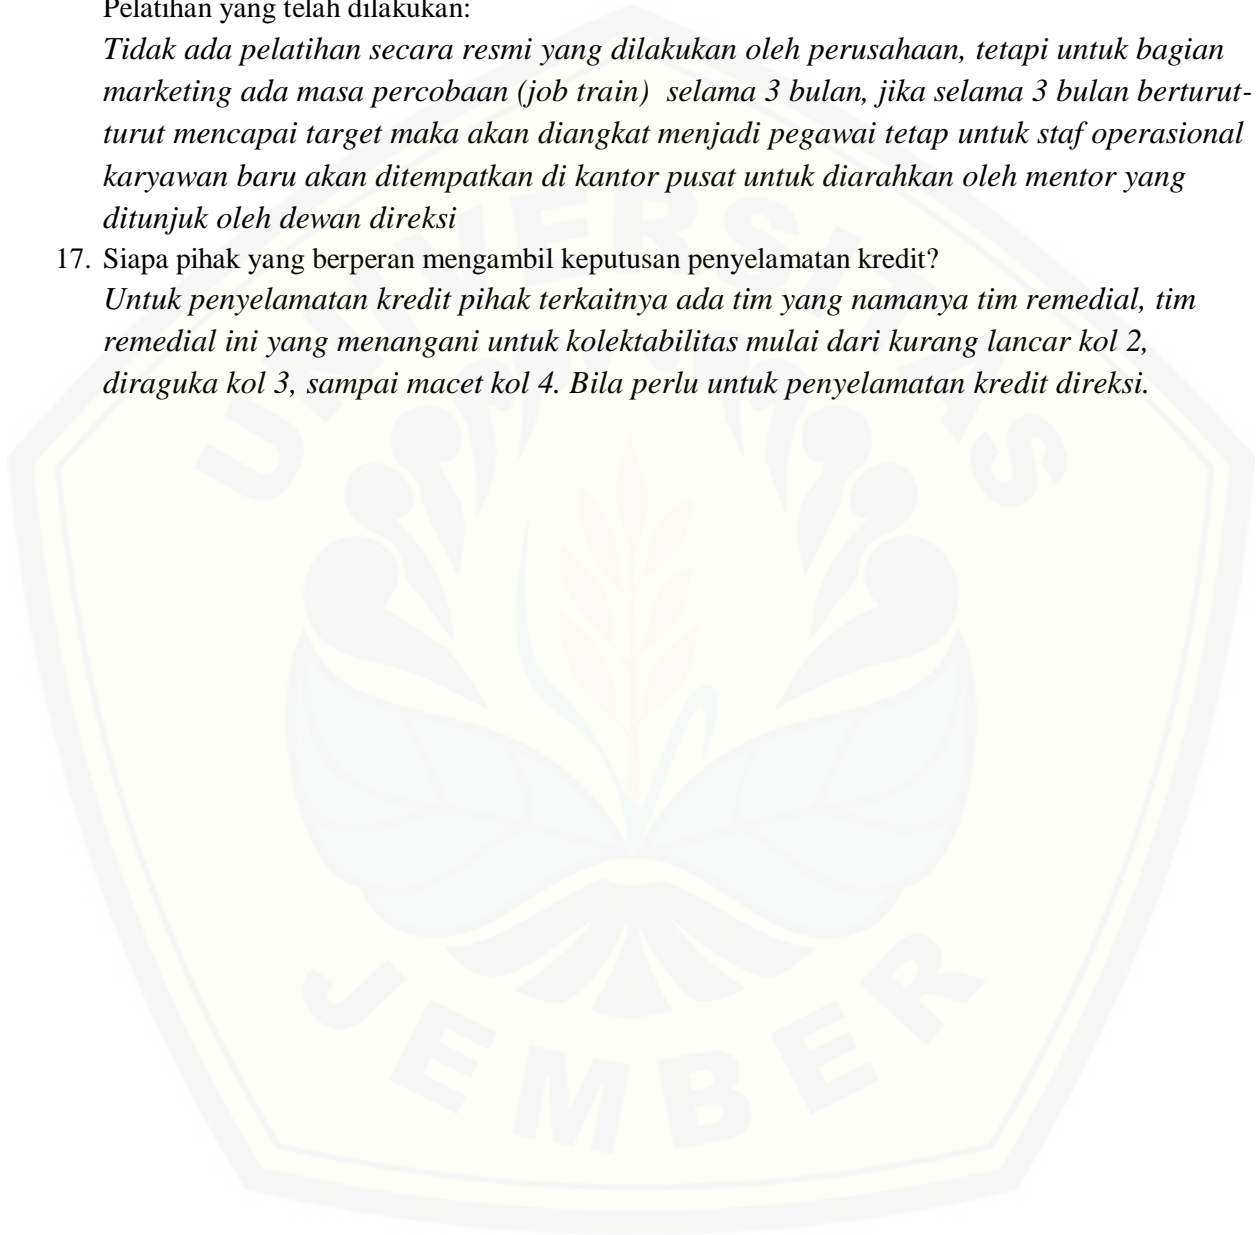 Pelatihan yang telah dilakukan:
Tidak ada pelatihan secara resmi yang dilakukan oleh perusahaan, tetapi untuk bagian
marketing ada masa percobaan (job train)  selama 3 bulan, jika selama 3 bulan berturut-
turut mencapai target maka akan diangkat menjadi pegawai tetap untuk staf operasional
karyawan baru akan ditempatkan di kantor pusat untuk diarahkan oleh mentor yang
ditunjuk oleh dewan direksi
17. Siapa pihak yang berperan mengambil keputusan penyelamatan kredit?
Untuk penyelamatan kredit pihak terkaitnya ada tim yang namanya tim remedial, tim
remedial ini yang menangani untuk kolektabilitas mulai dari kurang lancar kol 2,
diraguka kol 3, sampai macet kol 4. Bila perlu untuk penyelamatan kredit direksi.
UNIVERSITAS
JEMBER